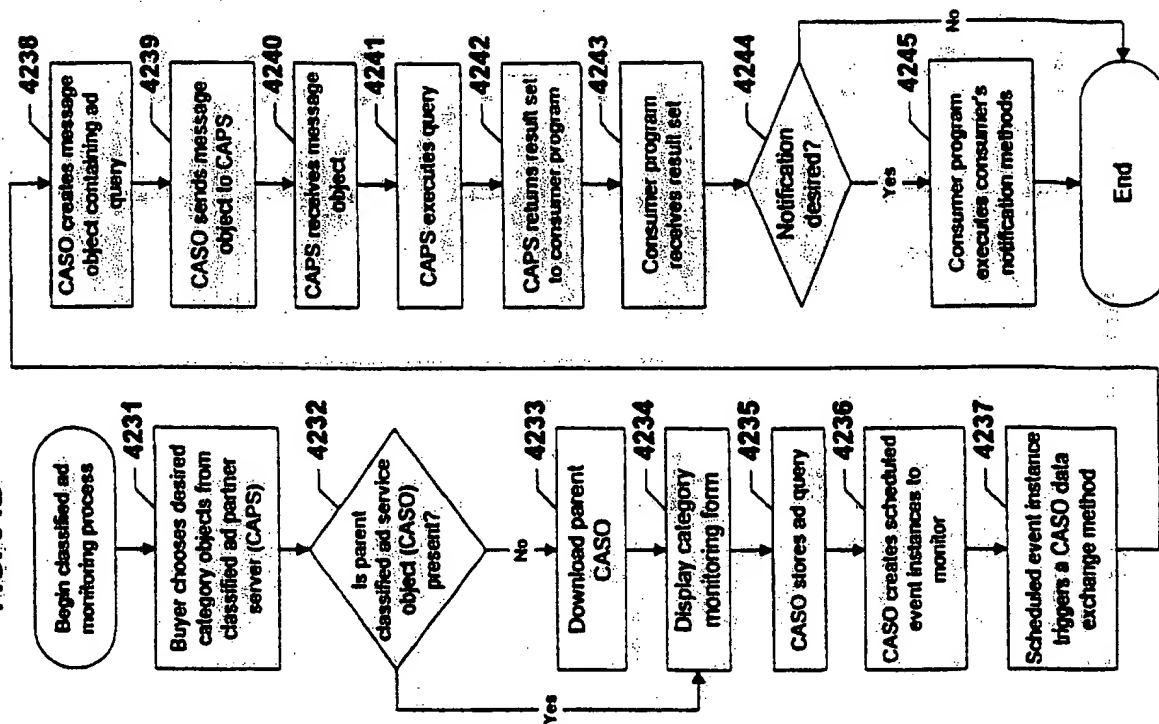 Begin classified ad
monitoring process
4231
Buyer chooses desired
category objects from
classified ad partner
server (CAPS)
4232
Is parent
classified ad service
object (CASO)
present?
Yes
No
4233
Download parent
CASO
4234
Display category
monitoring form
4235
CASO stores ad query
4236
CASO creates scheduled
event instances to
monitor
4237
Scheduled event instance
triggers a CASO data
exchange method
4238
CASO creates message
object containing ad
query
4239
CASO sends message
object to CAPS
4240
CAPS receives message
object
4241
CAPS executes query
4242
CAPS returns result set
to consumer program
4243
Consumer program
receives result set
4244
Notification
desired?
No
Yes
4245
Consumer program
executes consumer's
notification methods
End